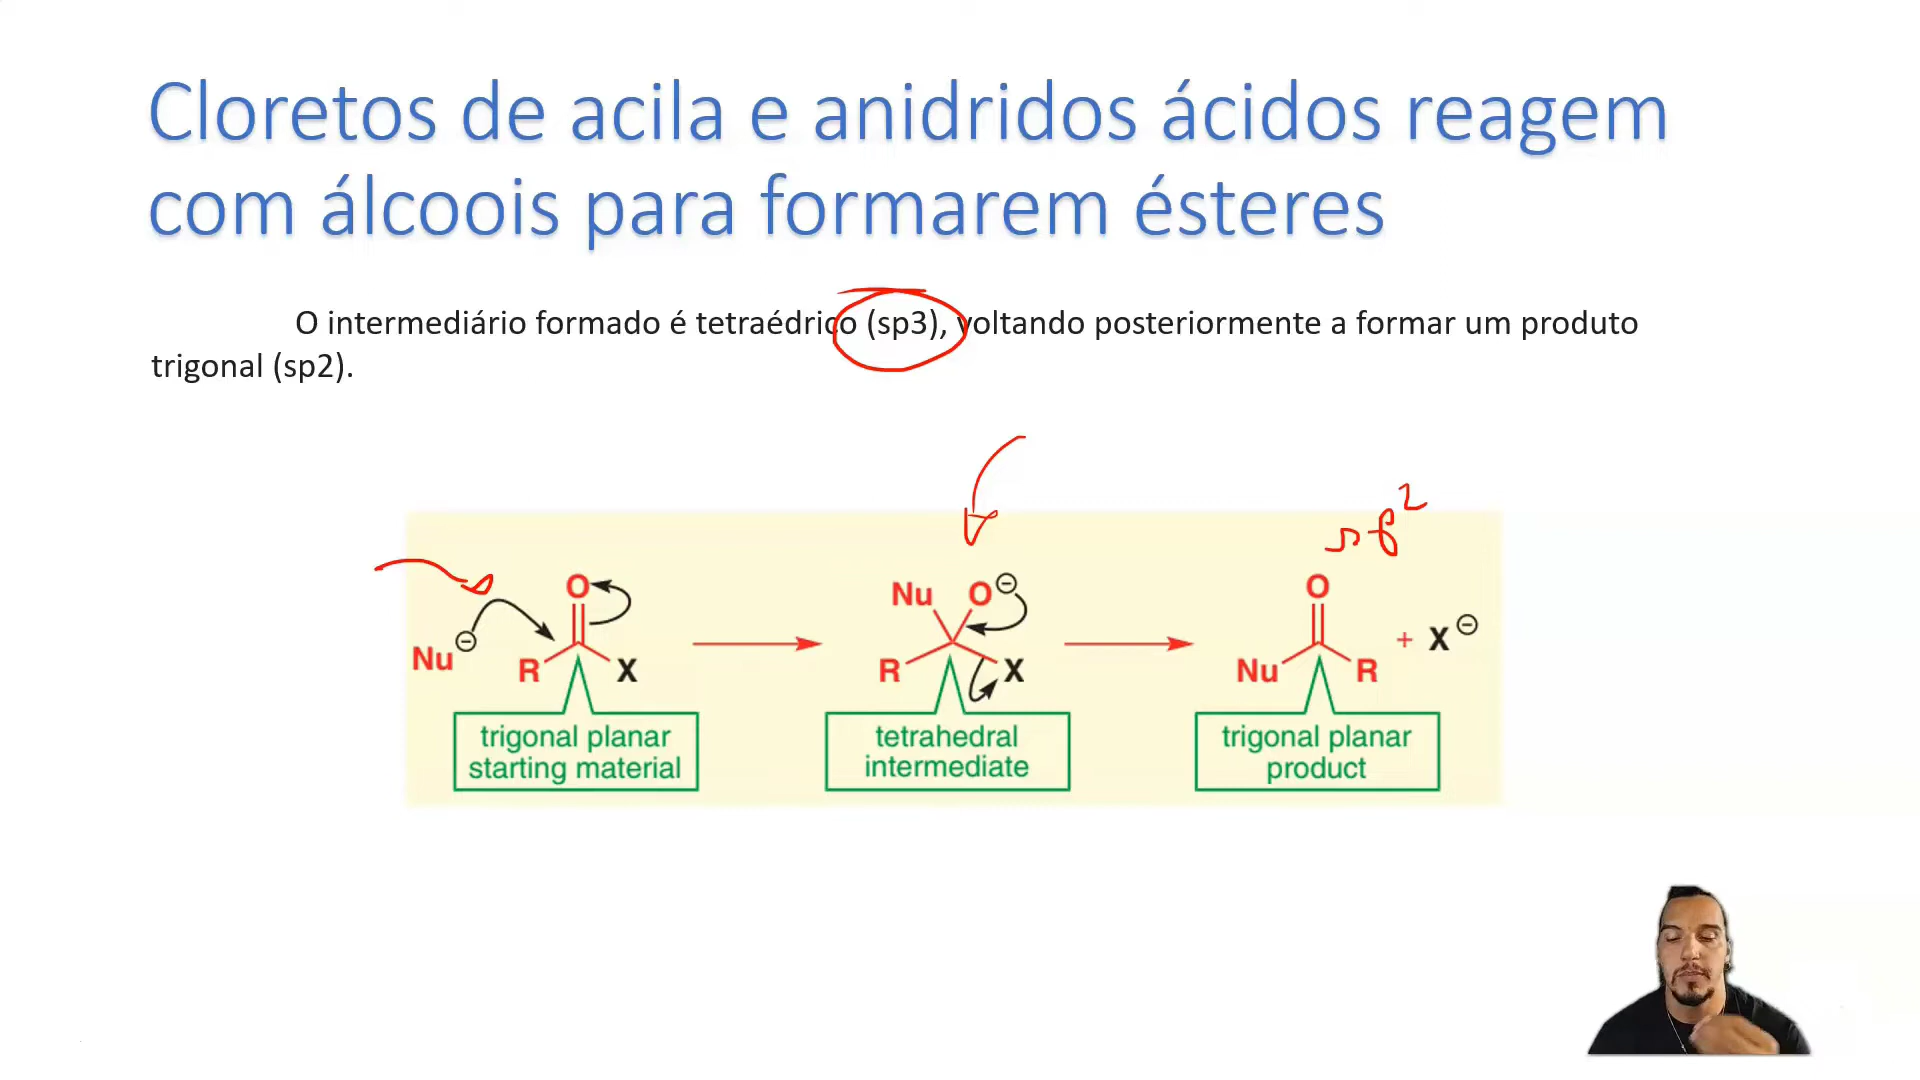 Cloretos de acila e anidridos ácidos reagem
com álcoois para formarem ésteres
O intermediário formado é tetraédrico (sp3), voltando posteriormente a formar um produto
trigonal (sp2).
sp²
Nu ⊖ O R X
Nu O ⊖ R X
O Nu R + X ⊖
trigonal planar
starting material
tetrahedral
intermediate
trigonal planar
product